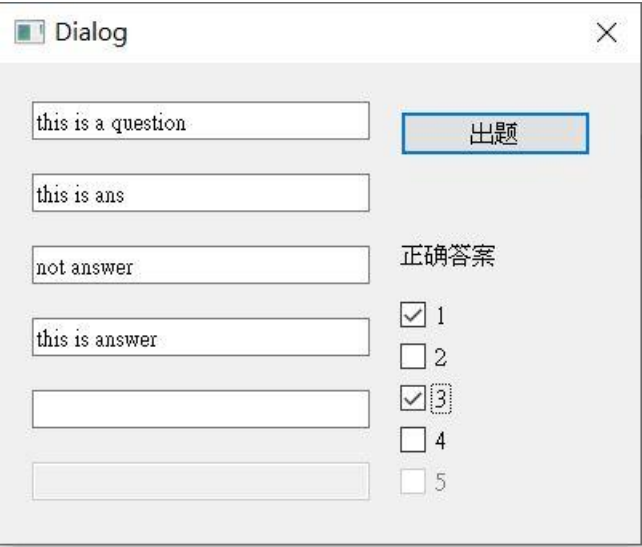 Dialog
this is a question
出题
this is ans
not answer
正确答案
this is answer
1
2
3
4
5